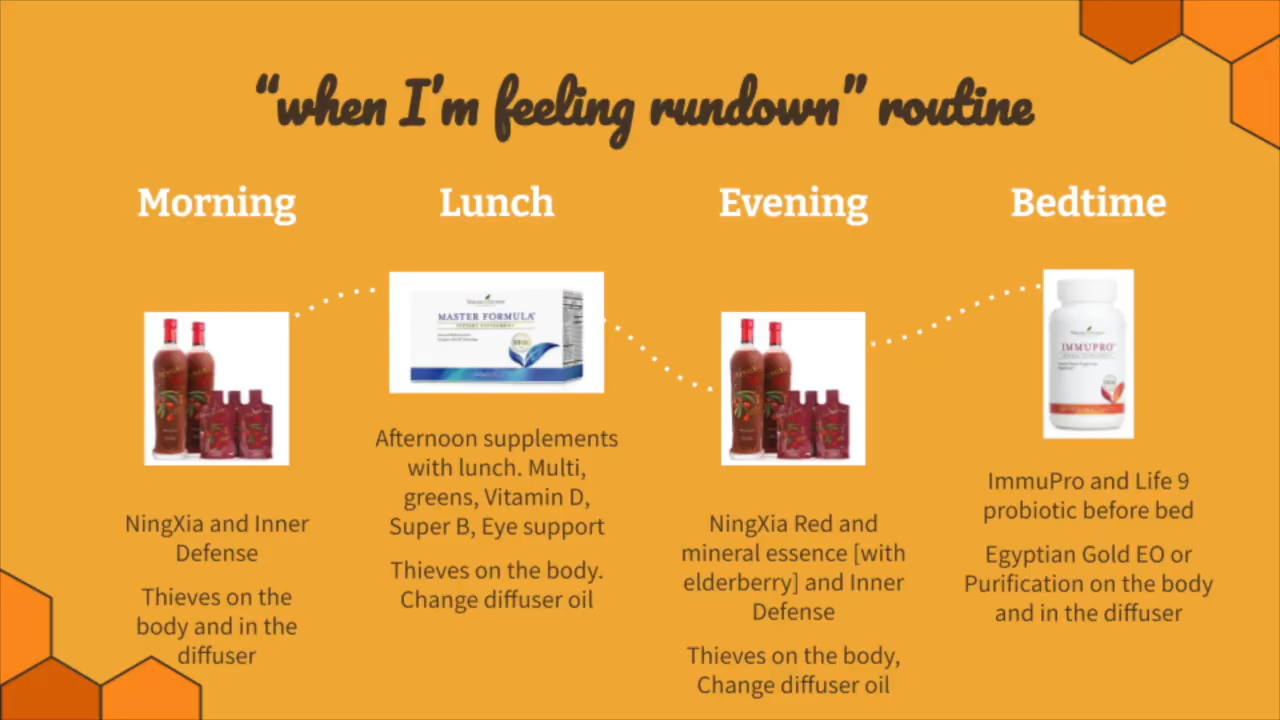 “when I’m feeling rundown” routine
Morning
Lunch
Evening
Bedtime
MASTER FORMULA
IMMUPRO
NingXia and Inner
Defense
Thieves on the
body and in the
diffuser
Afternoon supplements
with lunch. Multi,
greens, Vitamin D,
Super B, Eye support
Thieves on the body.
Change diffuser oil
NingXia Red and
mineral essence [with
elderberry] and Inner
Defense
Thieves on the body,
Change diffuser oil
ImmuPro and Life 9
probiotic before bed
Egyptian Gold EO or
Purification on the body
and in the diffuser